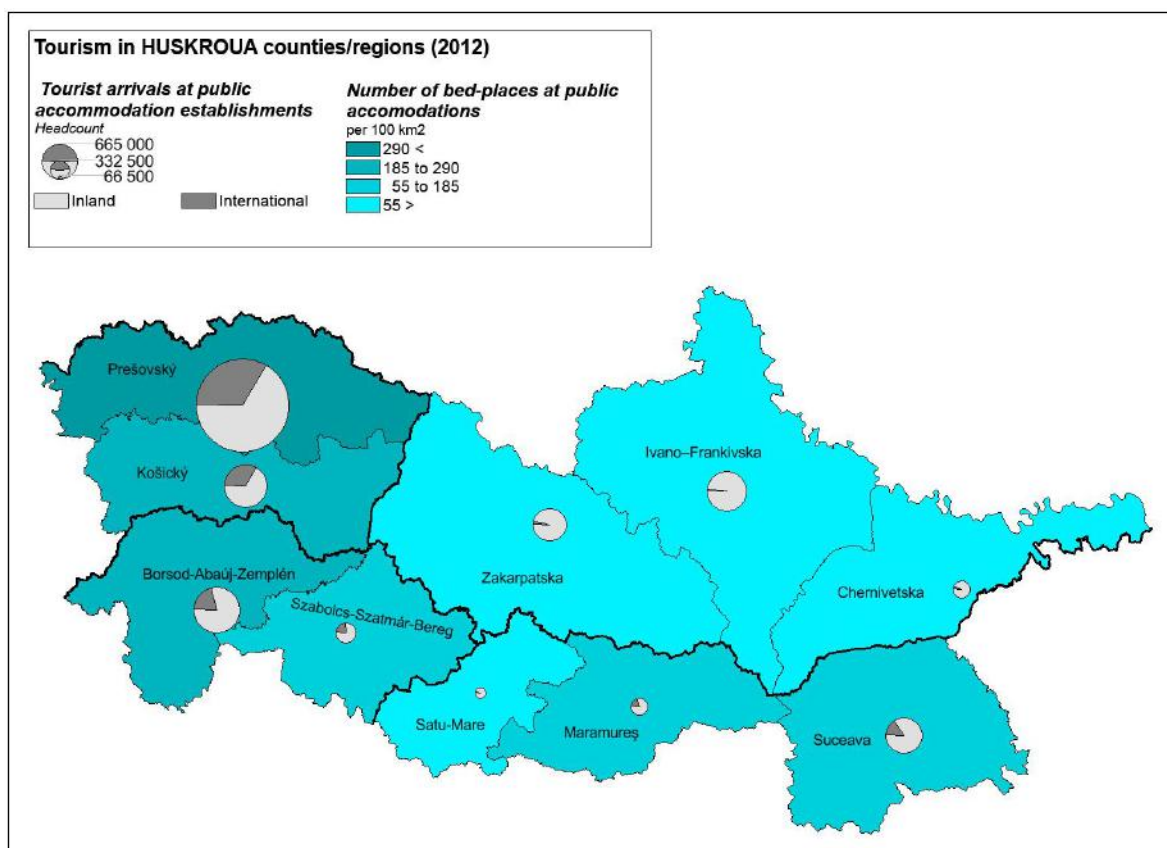 Tourism in HUSKROUA counties/regions (2012)
Tourist arrivals at public
accommodation establishments
Headcount
665 000
332 500
66 500
Inland
International
Number of bed-places at public
accomodations
per 100 km2
290 <
185 to 290
55 to 185
55 >
Prešovský
Košický
Ivano–Frankivska
Borsod-Abaúj-Zemplén
Szabolcs-Szatmár-Bereg
Zakarpatska
Chernivetska
Satu-Mare
Maramureş
Suceava